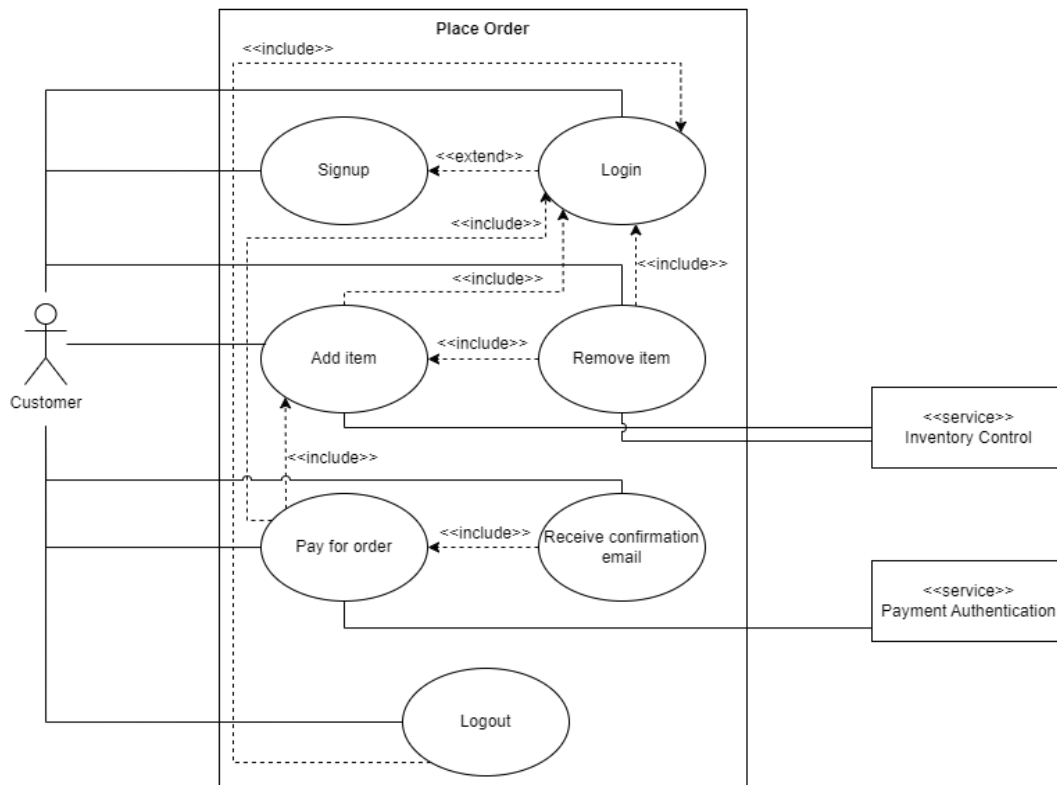 Place Order
<<include>>
Signup
<<extend>>
Login
<<include>>
<<include>>
<<include>>
Customer
Add item
<<include>>
Remove item
<<service>>
Inventory Control
<<include>>
Pay for order
<<include>>
Receive confirmation
email
<<service>>
Payment Authentication
Logout